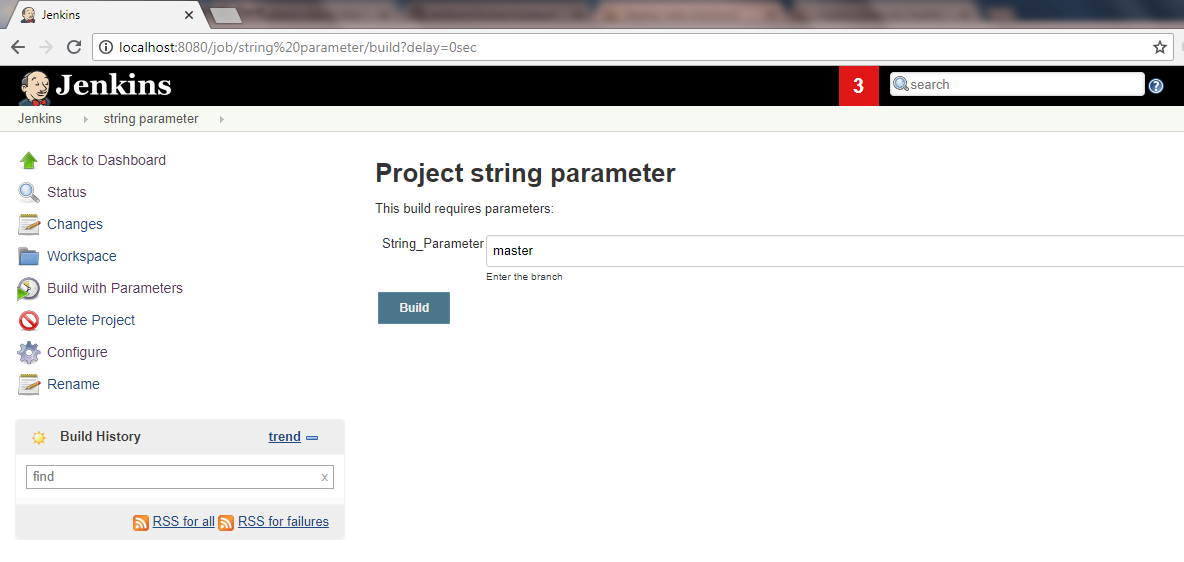 Jenkins
localhost:8080/job/string%20parameter/build?delay=0sec
Jenkins
3
search
Jenkins
string parameter
Back to Dashboard
Status
Changes
Workspace
Build with Parameters
Delete Project
Configure
Rename
Build History
trend
find
x
RSS for all
RSS for failures
Project string parameter
This build requires parameters:
String_Parameter
master
Enter the branch
Build